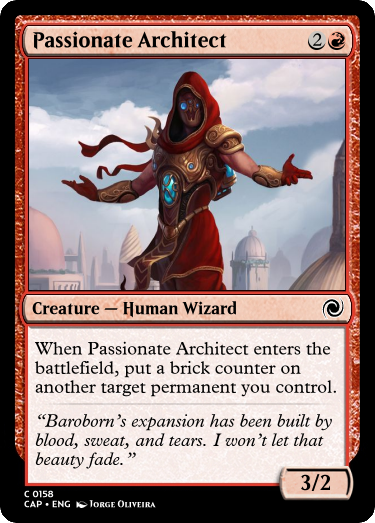 Passionate Architect 2
Creature — Human Wizard
When Passionate Architect enters the
battlefield, put a brick counter on
another target permanent you control.
“Baroborn’s expansion has been built by
blood, sweat, and tears. I won’t let that
beauty fade.”
3/2
C 0158
CAP • ENG Jorge Oliveira